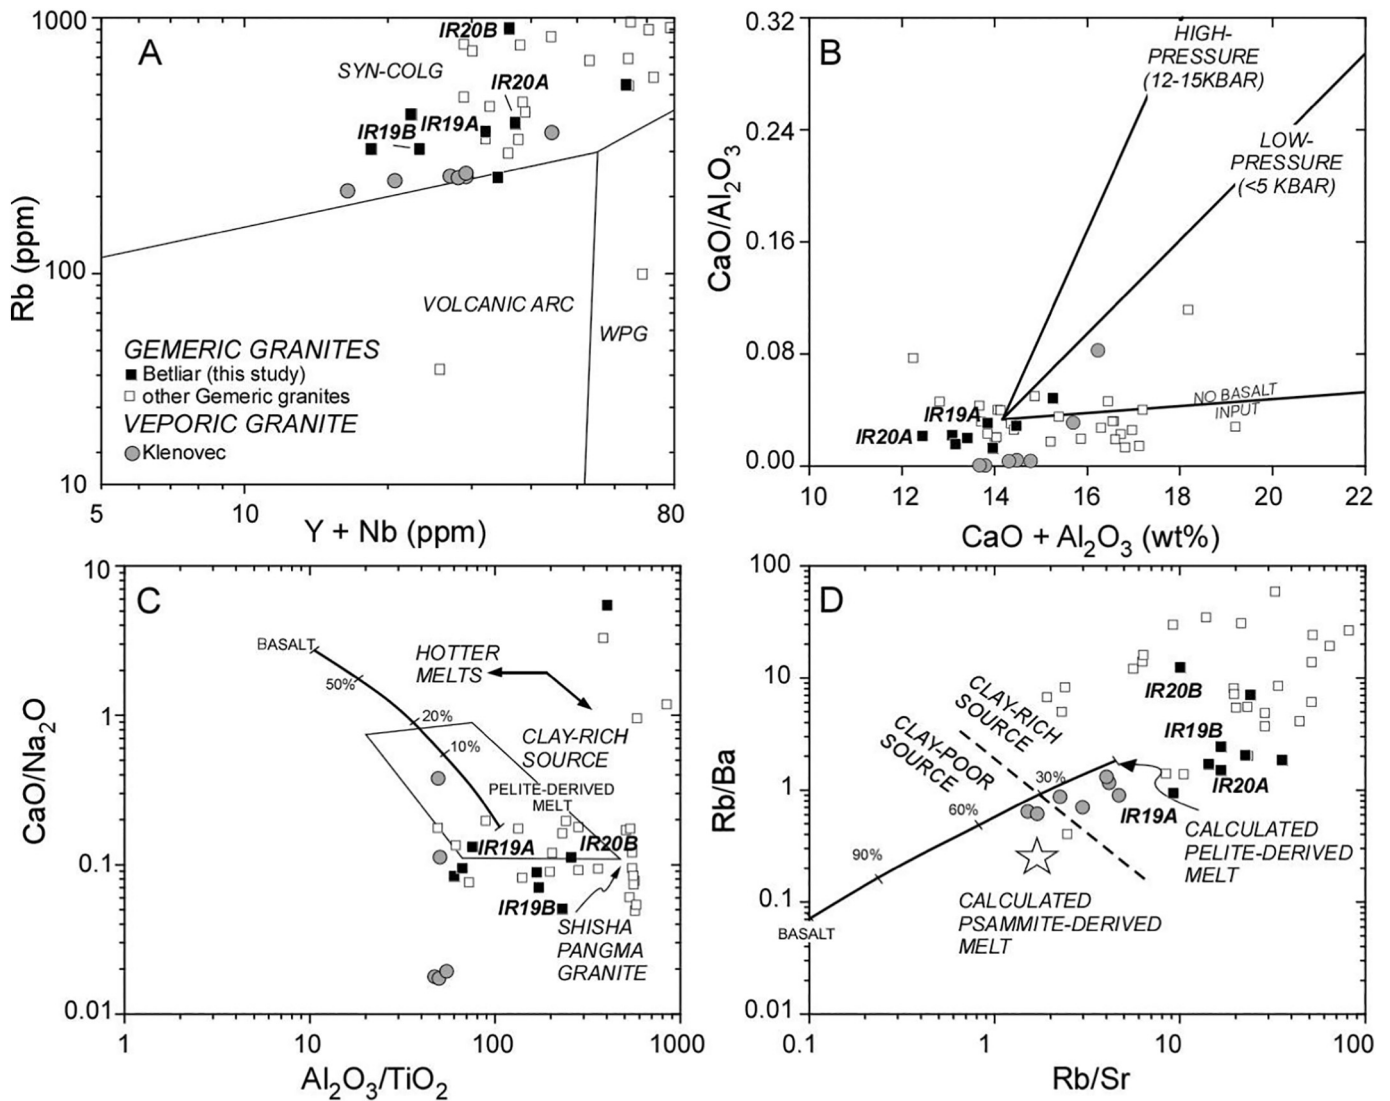 A
1000
100
10
Rb (ppm)
IR20B
SYN-COLG
IR20A
IR19A
IR19B
VOLCANIC ARC
WPG
GEMERIC GRANITES
Betliar (this study)
other Gemeric granites
VEPORIC GRANITE
Klenovec
5
10
80
Y + Nb (ppm)
B
0.32
0.24
0.16
0.08
0.00
CaO/Al2O3
HIGH-
PRESSURE
(12-15KBAR)
LOW-
PRESSURE
(<5 KBAR)
NO BASALT
INPUT
IR19A
IR20A
10
12
14
16
18
20
22
CaO + Al2O3 (wt%)
C
10
1
0.1
0.01
CaO/Na2O
BASALT
50%
20%
10%
HOTTER
MELTS
CLAY-RICH
SOURCE
PELITE-DERIVED
MELT
IR19A
IR20B
IR19B
SHISHA
PANGMA
GRANITE
1
10
100
1000
Al2O3/TiO2
D
100
10
1
0.1
0.01
Rb/Ba
CLAY-RICH
SOURCE
CLAY-POOR
SOURCE
IR20B
IR19B
IR20A
IR19A
30%
60%
90%
BASALT
CALCULATED
PELITE-DERIVED
MELT
CALCULATED
PSAMMITE-DERIVED
MELT
0.1
1
10
100
Rb/Sr